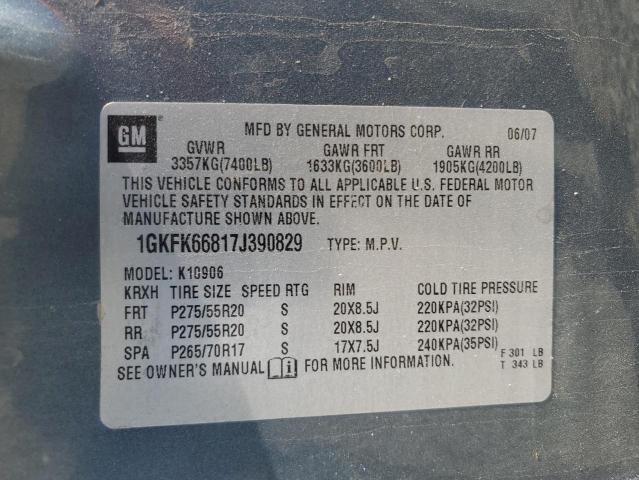 GM
MFD BY GENERAL MOTORS CORP. 06/07
GVWR GAWR FRT GAWR RR
3357KG(7400LB) 1633KG(3600LB) 1905KG(4200LB)
THIS VEHICLE CONFORMS TO ALL APPLICABLE U.S. FEDERAL MOTOR
VEHICLE SAFETY STANDARDS IN EFFECT ON THE DATE OF
MANUFACTURE SHOWN ABOVE.
1GKFK66817J390829 TYPE: M.P.V.
MODEL: K10906
KRXH TIRE SIZE SPEED RTG RIM COLD TIRE PRESSURE
FRT P275/55R20 S 20X8.5J 220KPA(32PSI)
RR P275/55R20 S 20X8.5J 220KPA(32PSI)
SPA P265/70R17 S 17X7.5J 240KPA(35PSI)
F 301 LB
SEE OWNER'S MANUAL i FOR MORE INFORMATION. T 343 LB